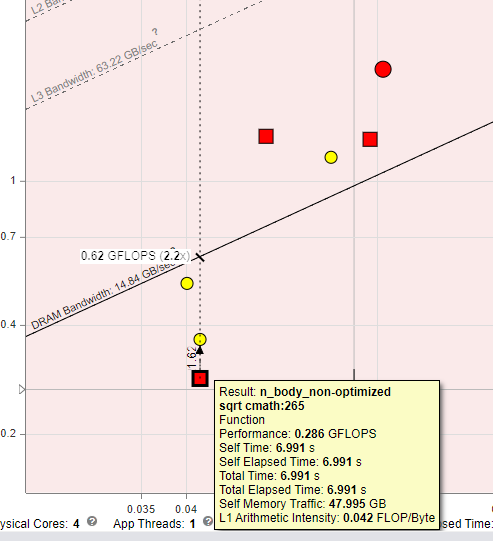 L2 Ban
?
L3 Bandwidth: 63.22 GB/sec
1
0.7
0.62 GFLOPS (2.2x)
?
DRAM Bandwidth: 14.84 GB/sec
0.4
1.62
0.2
Result: n_body_non-optimized
sqrt cmath:265
Function
Performance: 0.286 GFLOPS
Self Time: 6.991 s
Self Elapsed Time: 6.991 s
Total Time: 6.991 s
Total Elapsed Time: 6.991 s
Self Memory Traffic: 47.995 GB
L1 Arithmetic Intensity: 0.042 FLOP/Byte
0.035 0.04
ysical Cores: 4 ? App Threads: 1 ? sed Time: